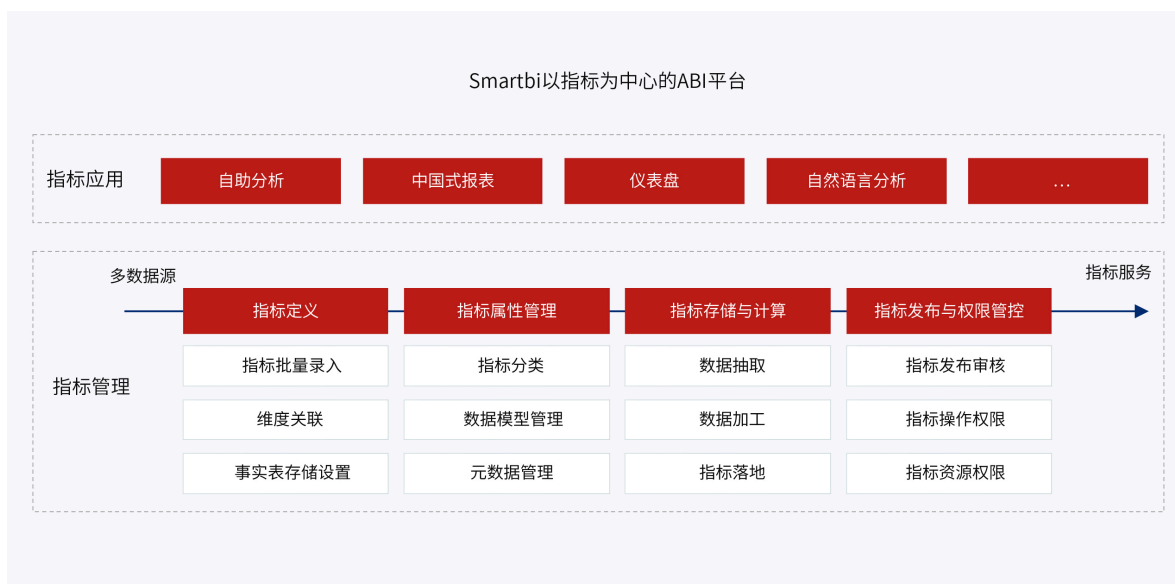 Smartbi以指标为中心的ABI平台
指标应用
自助分析
中国式报表
仪表盘
自然语言分析
...
多数据源
指标服务
指标定义
指标属性管理
指标存储与计算
指标发布与权限管控
指标管理
指标批量录入
指标分类
数据抽取
指标发布审核
维度关联
数据模型管理
数据加工
指标操作权限
事实表存储设置
元数据管理
指标落地
指标资源权限